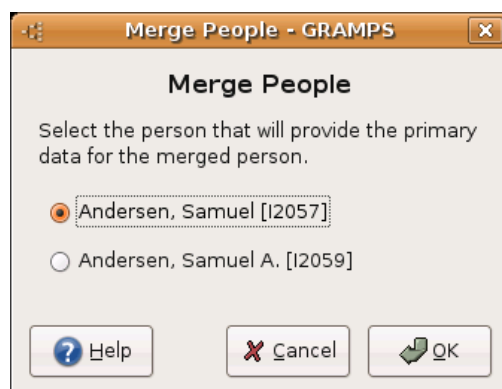 Merge People - GRAMPS
Merge People
Select the person that will provide the primary
data for the merged person.
Andersen, Samuel [I2057]
Andersen, Samuel A. [I2059]
Help
Cancel
OK